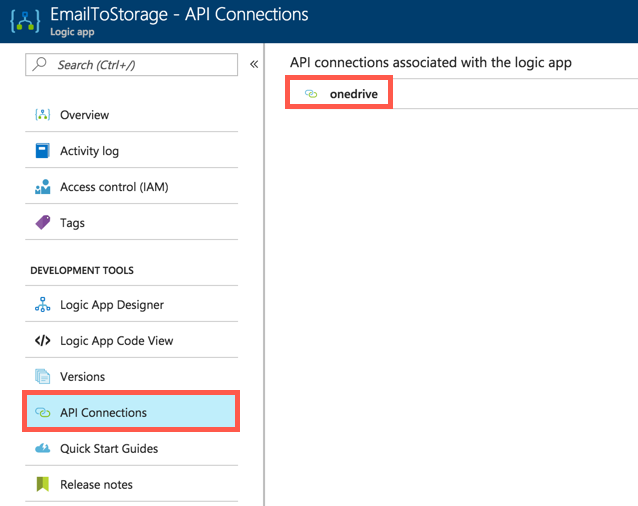 EmailToStorage - API Connections
Logic app
Search (Ctrl+/)
«
Overview
Activity log
Access control (IAM)
Tags
DEVELOPMENT TOOLS
Logic App Designer
Logic App Code View
Versions
API Connections
Quick Start Guides
Release notes
API connections associated with the logic app
onedrive